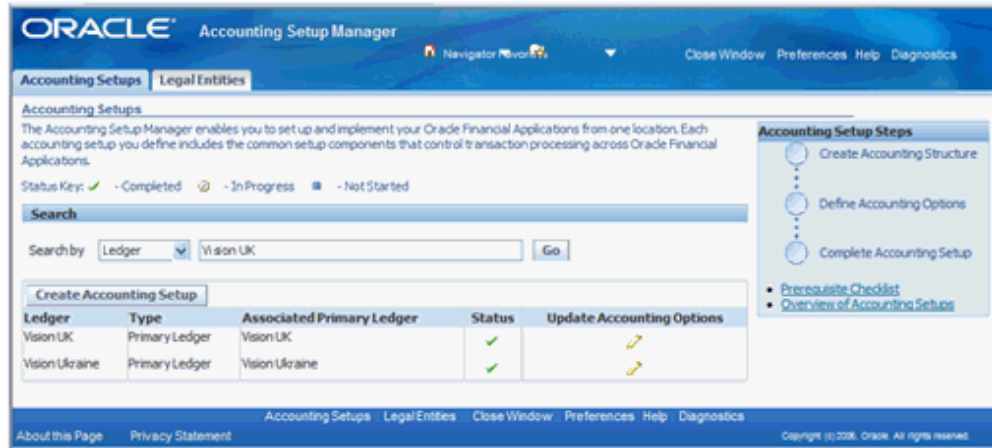 ORACLE Accounting Setup Manager
Navigator Favorites
Close Window Preferences Help Diagnostics
Accounting Setups Legal Entities
Accounting Setups
The Accounting Setup Manager enables you to set up and implement your Oracle Financial Applications from one location. Each
accounting setup you define includes the common setup components that control transaction processing across Oracle Financial
Applications.
Status Key: - Completed - In Progress - Not Started
Search
Search by Ledger Vision UK Go
Create Accounting Setup
Ledger Type Associated Primary Ledger Status Update Accounting Options
Vision UK Primary Ledger Vision UK
Vision Ukraine Primary Ledger Vision Ukraine
Accounting Setup Steps
Create Accounting Structure
Define Accounting Options
Complete Accounting Setup
Prerequisite Checklist
Overview of Accounting Setups
Accounting Setups Legal Entities Close Window Preferences Help Diagnostics
About this Page Privacy Statement
Copyright (c) 2006, Oracle. All rights reserved.